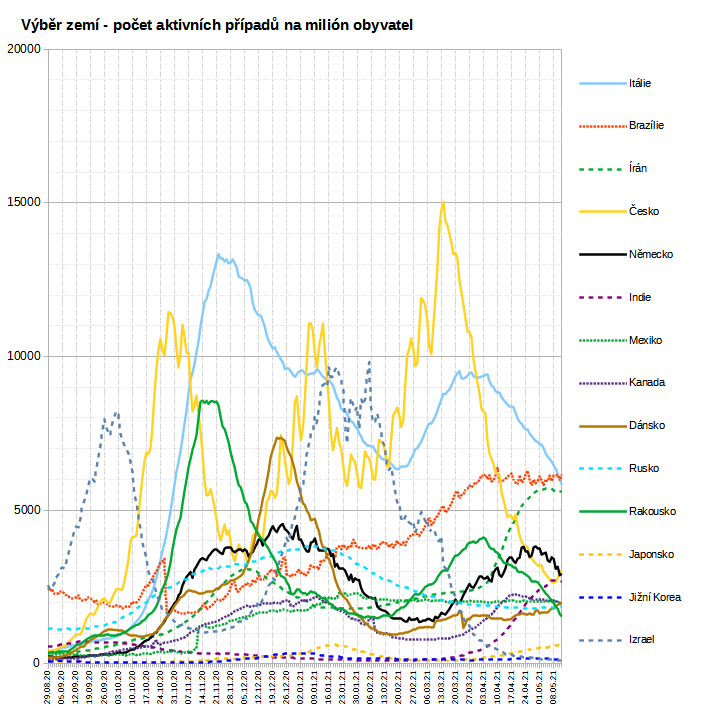 Výběr zemí - počet aktivních případů na milión obyvatel
20000
15000
10000
5000
0
29.08.20
05.09.20
12.09.20
19.09.20
26.09.20
03.10.20
10.10.20
17.10.20
24.10.20
31.10.20
07.11.20
14.11.20
21.11.20
28.11.20
05.12.20
12.12.20
19.12.20
26.12.20
02.01.21
09.01.21
16.01.21
23.01.21
30.01.21
06.02.21
13.02.21
20.02.21
27.02.21
06.03.21
13.03.21
20.03.21
27.03.21
03.04.21
10.04.21
17.04.21
24.04.21
01.05.21
08.05.21
Itálie
Brazílie
Írán
Česko
Německo
Indie
Mexiko
Kanada
Dánsko
Rusko
Rakousko
Japonsko
Jižní Korea
Izrael